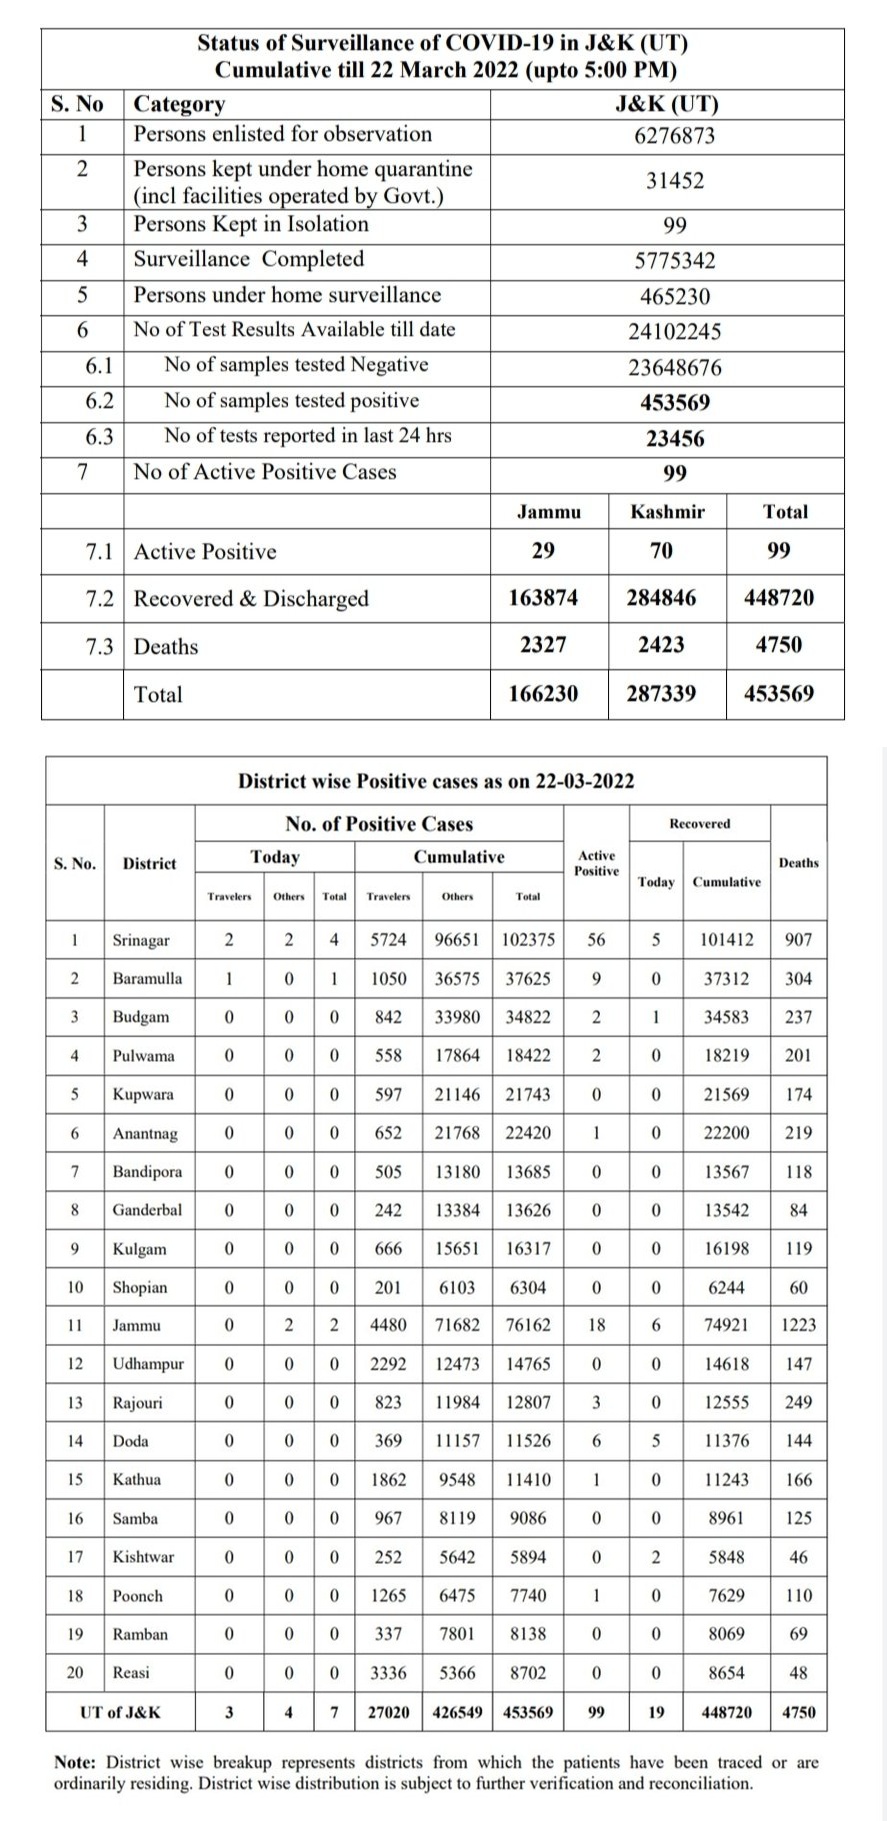 Status of Surveillance of COVID-19 in J&K (UT)
Cumulative till 22 March 2022 (upto 5:00 PM)
S. No Category J&K (UT)
1 Persons enlisted for observation 6276873
2 Persons kept under home quarantine
(incl facilities operated by Govt.) 31452
3 Persons Kept in Isolation 99
4 Surveillance Completed 5775342
5 Persons under home surveillance 465230
6 No of Test Results Available till date 24102245
6.1 No of samples tested Negative 23648676
6.2 No of samples tested positive 453569
6.3 No of tests reported in last 24 hrs 23456
7 No of Active Positive Cases 99
Jammu Kashmir Total
7.1 Active Positive 29 70 99
7.2 Recovered & Discharged 163874 284846 448720
7.3 Deaths 2327 2423 4750
Total 166230 287339 453569
District wise Positive cases as on 22-03-2022
No. of Positive Cases Recovered
S. No. District Today Cumulative Active
Positive Deaths
Travelers Others Total Travelers Others Total Today Cumulative
1 Srinagar 2 2 4 5724 96651 102375 56 5 101412 907
2 Baramulla 1 0 1 1050 36575 37625 9 0 37312 304
3 Budgam 0 0 0 842 33980 34822 2 1 34583 237
4 Pulwama 0 0 0 558 17864 18422 2 0 18219 201
5 Kupwara 0 0 0 597 21146 21743 0 0 21569 174
6 Anantnag 0 0 0 652 21768 22420 1 0 22200 219
7 Bandipora 0 0 0 505 13180 13685 0 0 13567 118
8 Ganderbal 0 0 0 242 13384 13626 0 0 13542 84
9 Kulgam 0 0 0 666 15651 16317 0 0 16198 119
10 Shopian 0 0 0 201 6103 6304 0 0 6244 60
11 Jammu 0 2 2 4480 71682 76162 18 6 74921 1223
12 Udhampur 0 0 0 2292 12473 14765 0 0 14618 147
13 Rajouri 0 0 0 823 11984 12807 3 0 12555 249
14 Doda 0 0 0 369 11157 11526 6 5 11376 144
15 Kathua 0 0 0 1862 9548 11410 1 0 11243 166
16 Samba 0 0 0 967 8119 9086 0 0 8961 125
17 Kishtwar 0 0 0 252 5642 5894 0 2 5848 46
18 Poonch 0 0 0 1265 6475 7740 1 0 7629 110
19 Ramban 0 0 0 337 7801 8138 0 0 8069 69
20 Reasi 0 0 0 3336 5366 8702 0 0 8654 48
UT of J&K 3 4 7 27020 426549 453569 99 19 448720 4750
Note: District wise breakup represents districts from which the patients have been traced or are
ordinarily residing. District wise distribution is subject to further verification and reconciliation.